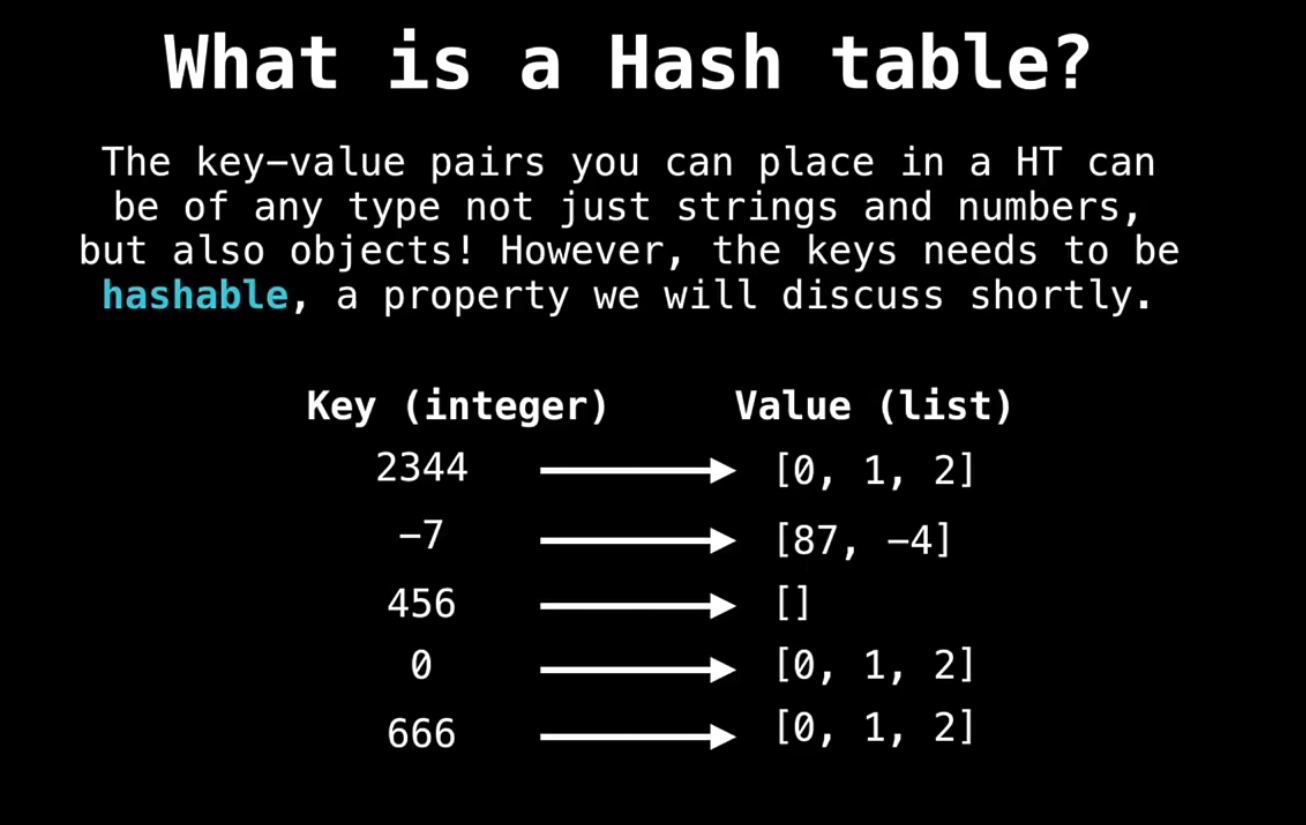 What is a Hash table?
The key-value pairs you can place in a HT can
be of any type not just strings and numbers,
but also objects! However, the keys needs to be
hashable, a property we will discuss shortly.
Key (integer) Value (list)
2344 [0, 1, 2]
-7 [87, -4]
456 []
0 [0, 1, 2]
666 [0, 1, 2]